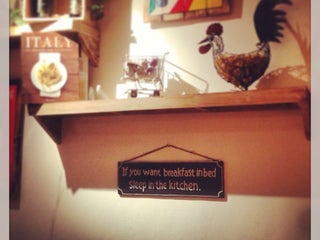 ITALY
If you want breakfast in bed
Sleep in the kitchen.